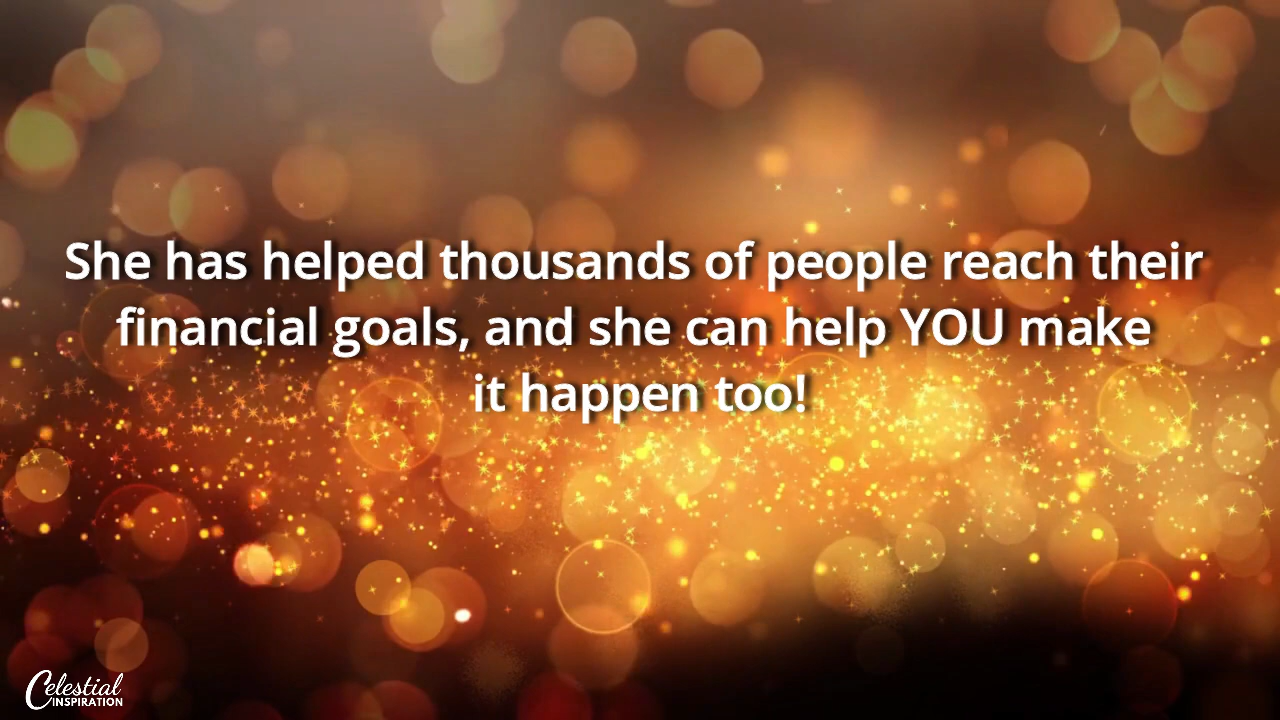 She has helped thousands of people reach their
financial goals, and she can help YOU make
it happen too!
Celestial
INSPIRATION